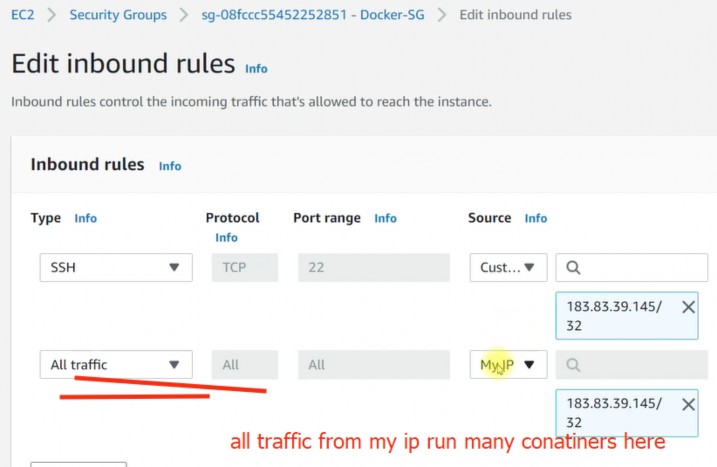 EC2 > Security Groups > sg-08fccc55452252851 - Docker-SG > Edit inbound rules
Edit inbound rules Info
Inbound rules control the incoming traffic that's allowed to reach the instance.
Inbound rules Info
Type Info Protocol Info Port range Info Source Info
SSH TCP 22 Cust...
183.83.39.145/
32
All traffic All All My IP
183.83.39.145/
32
all traffic from my ip run many conatiners here